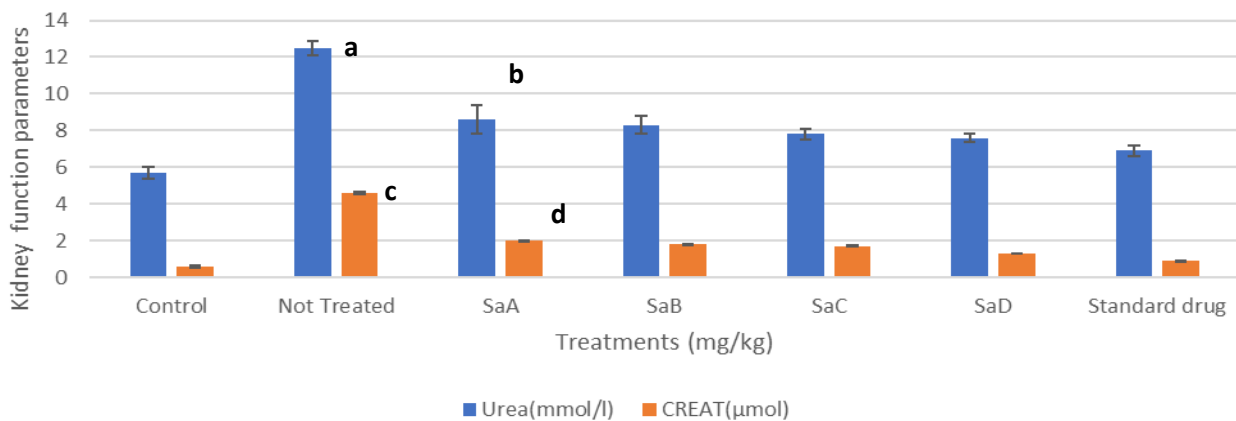 Kidney function parameters
14
12
10
8
6
4
2
0
a
b
c
d
Control Not Treated SaA SaB SaC SaD Standard drug
Treatments (mg/kg)
Urea(mmol/l) CREAT(µmol)